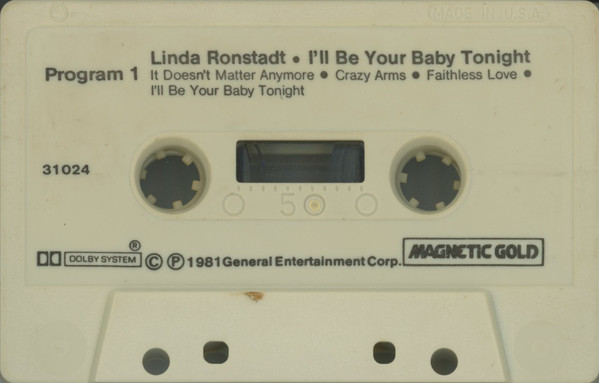 MADE IN U.S.A.
Linda Ronstadt • I'll Be Your Baby Tonight
Program 1 It Doesn't Matter Anymore • Crazy Arms • Faithless Love •
I'll Be Your Baby Tonight
31024
5
DOLBY SYSTEM ® © ℗ 1981 General Entertainment Corp. MAGNETIC GOLD